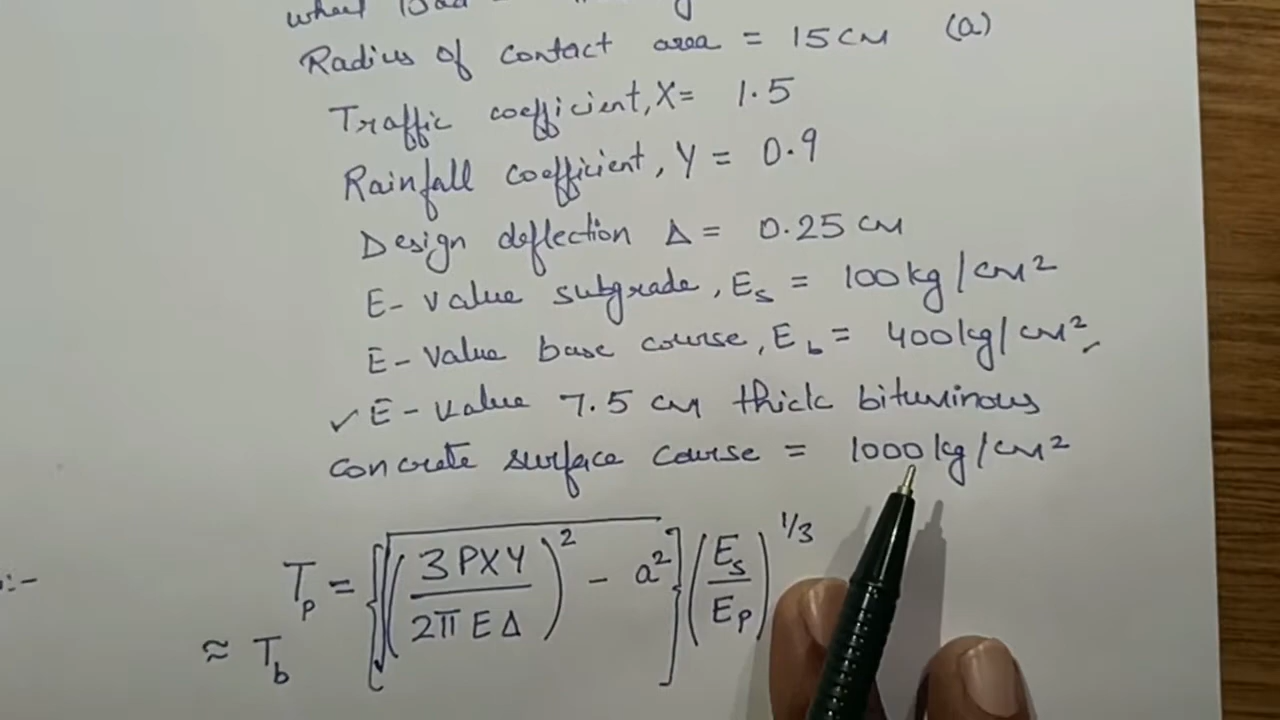 wheel load
Radius of contact area = 15 cm (a)
Traffic coefficient, X = 1.5
Rainfall coefficient, Y = 0.9
Design deflection Δ = 0.25 cm
E- Value subgrade, Es = 100 kg/cm²
E- Value base course, Eb = 400 kg/cm²
✓ E- value 7.5 cm thick bituminous
concrete surface course = 1000 kg/cm²
:- Tp = {√((3PXY / 2πEΔ)² - a²] (Es/Ep)^1/3
≈ Tb